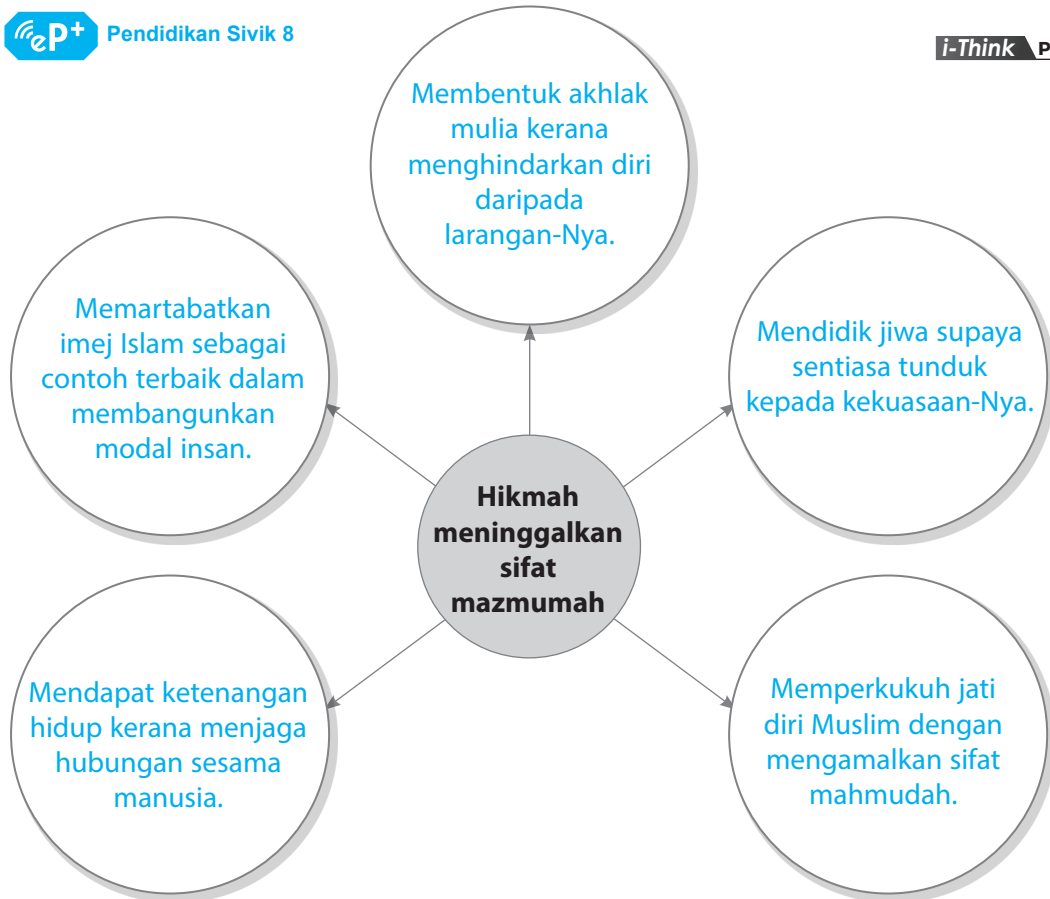 eP+ Pendidikan Sivik 8
i-Think P
Membentuk akhlak
mulia kerana
menghindarkan diri
daripada
larangan-Nya.
Memartabatkan
imej Islam sebagai
contoh terbaik dalam
membangunkan
modal insan.
Mendidik jiwa supaya
sentiasa tunduk
kepada kekuasaan-Nya.
Hikmah
meninggalkan
sifat
mazmumah
Mendapat ketenangan
hidup kerana menjaga
hubungan sesama
manusia.
Memperkukuh jati
diri Muslim dengan
mengamalkan sifat
mahmudah.